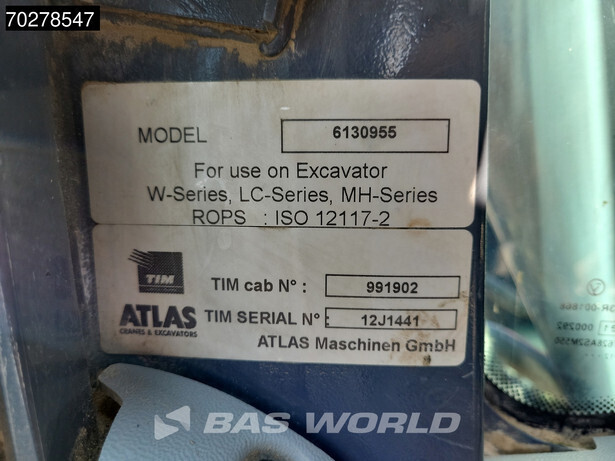 70278547
MODEL 6130955
For use on Excavator
W-Series, LC-Series, MH-Series
ROPS : ISO 12117-2
TIM
TIM cab N° : 991902
ATLAS
CRANES & EXCAVATORS
TIM SERIAL N° : 12J1441
ATLAS Maschinen GmbH
BAS WORLD